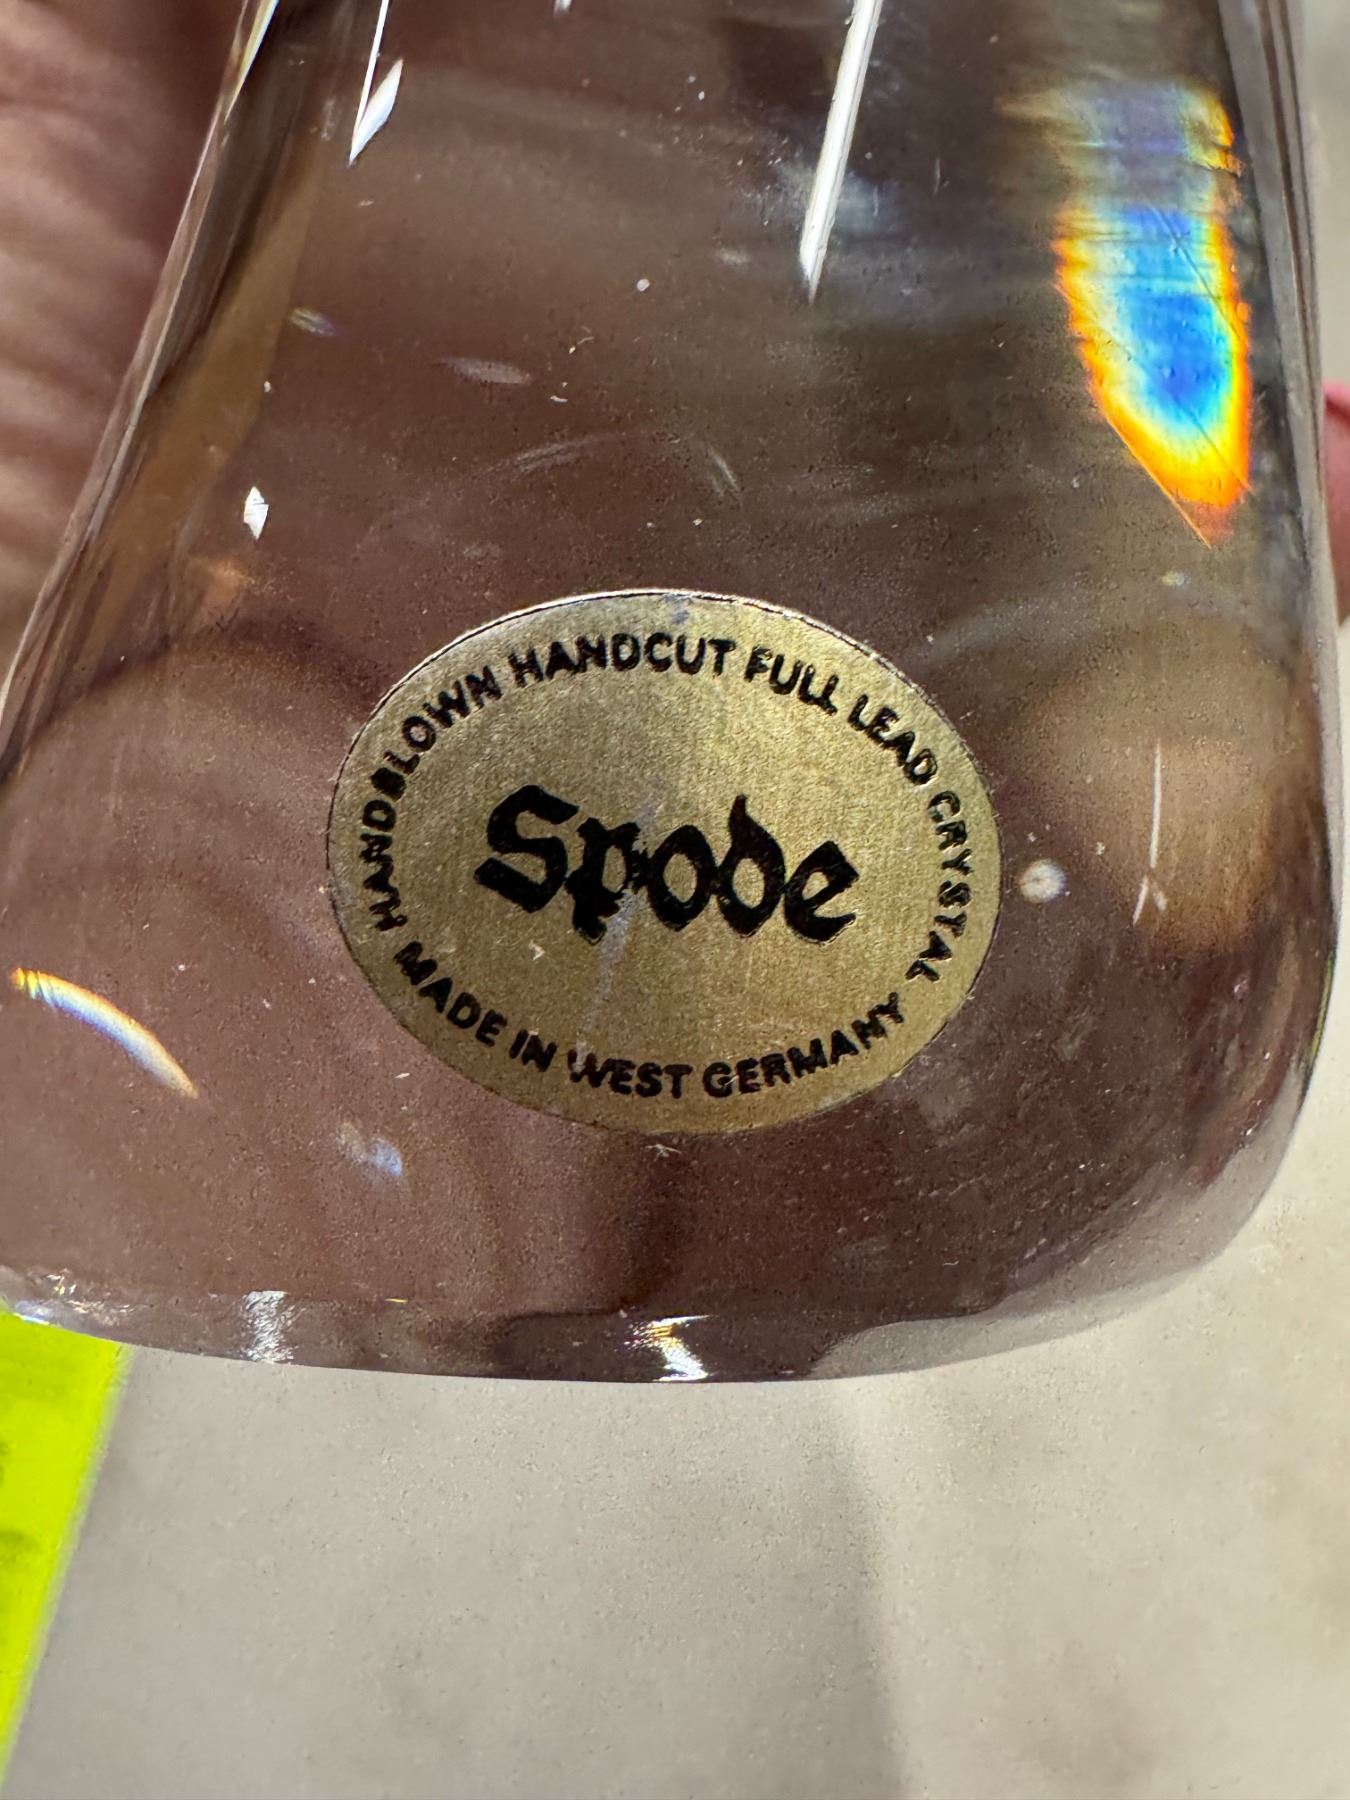 HANDBLOWN HANDCUT FULL LEAD CRYSTAL
Spode
MADE IN WEST GERMANY